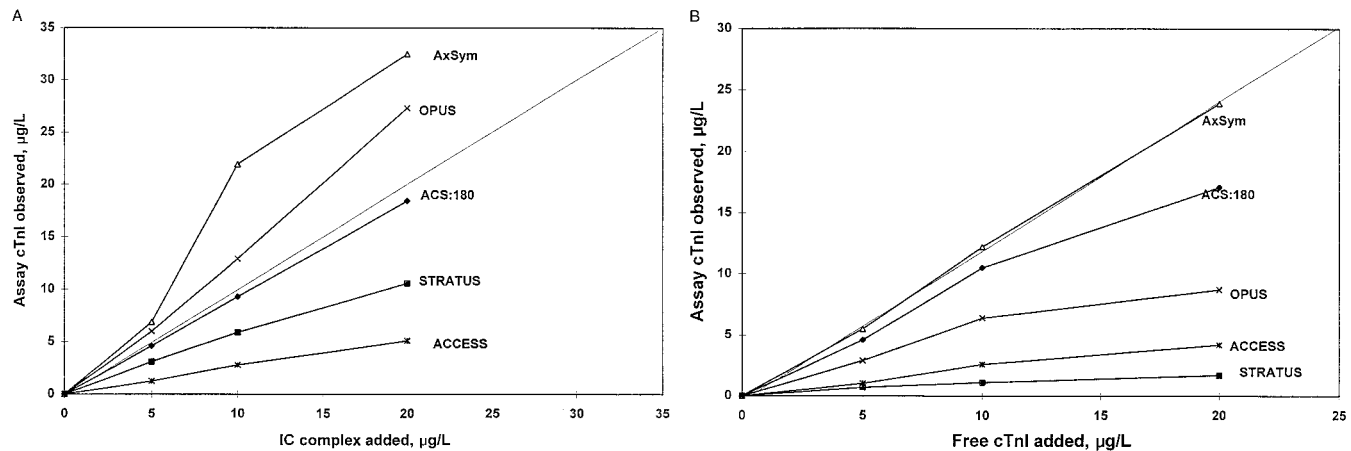 A
Assay cTnI observed, µg/L
35
30
25
20
15
10
5
0
AxSym
OPUS
ACS:180
STRATUS
ACCESS
0 5 10 15 20 25 30 35
IC complex added, µg/L
B
Assay cTnI observed, µg/L
30
25
20
15
10
5
0
AxSym
ACS:180
OPUS
ACCESS
STRATUS
0 5 10 15 20 25
Free cTnI added, µg/L